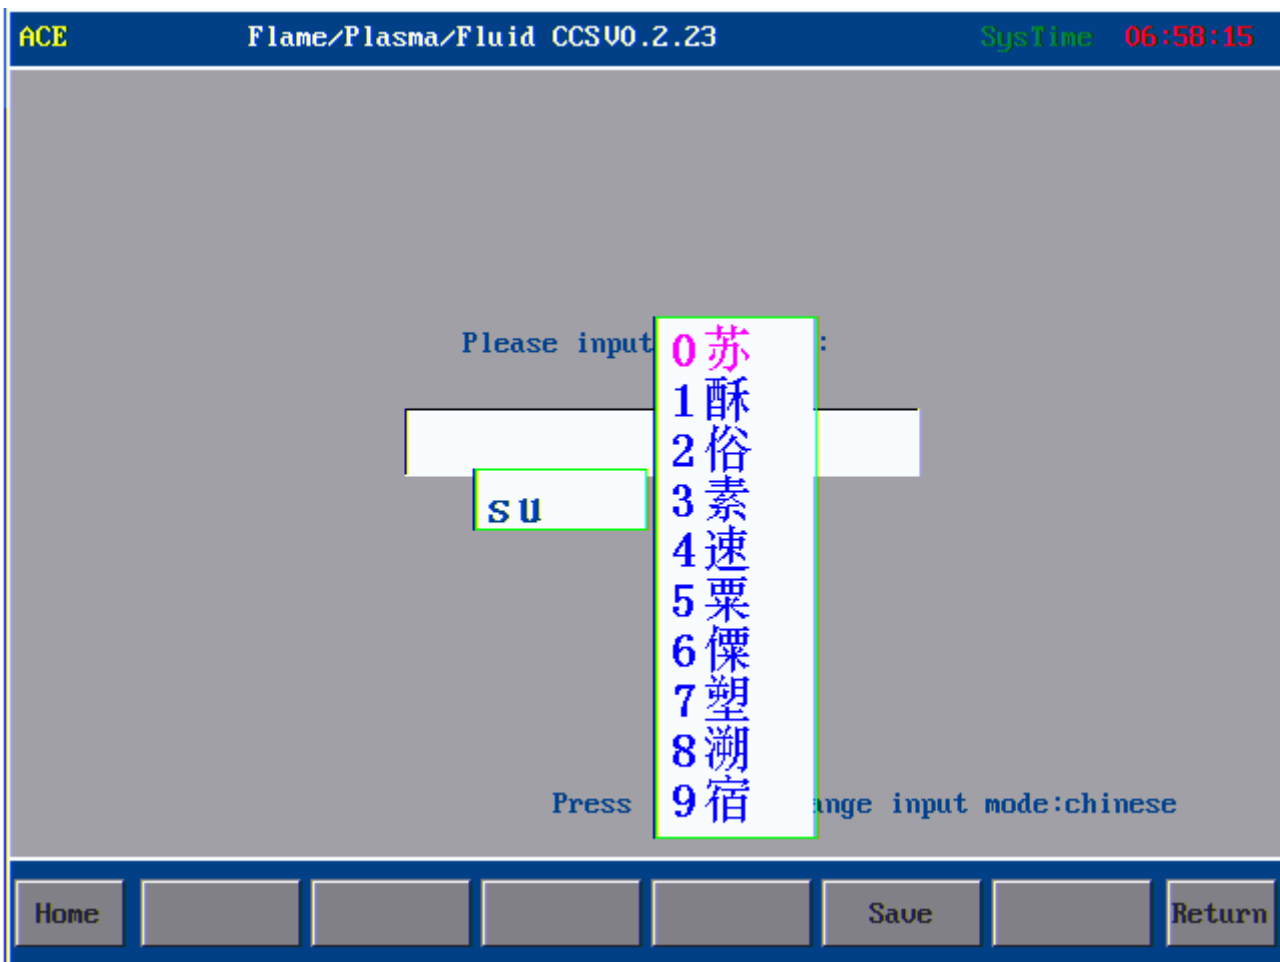 ACE Flame/Plasma/Fluid CCSV0.2.23 SysTime 06:58:15
Please input :
0苏
1酥
2俗
su
3素
4速
5粟
6僳
7塑
8溯
9宿
Press ange input mode:chinese
Home Save Return